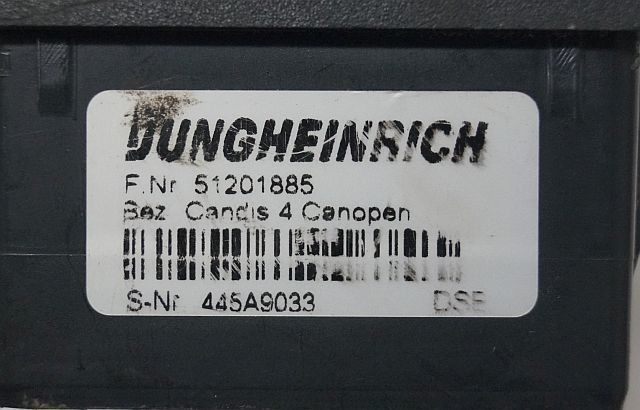 JUNGHEINRICH
F.Nr 51201885
Bez. Candis 4 Canopen
S-Nr 445A9033 DSE